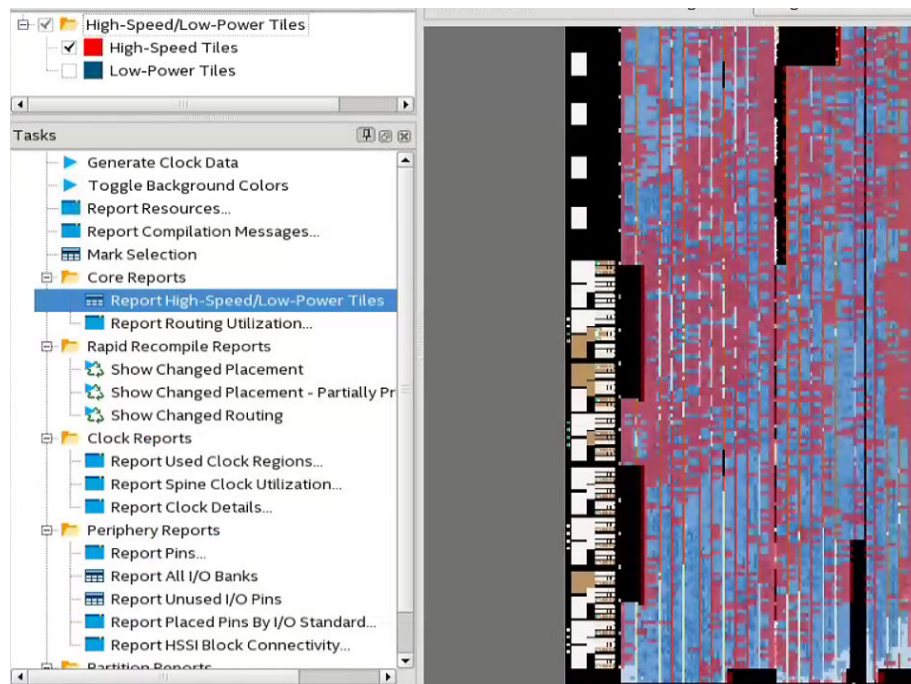 High-Speed/Low-Power Tiles
High-Speed Tiles
Low-Power Tiles
Tasks
Generate Clock Data
Toggle Background Colors
Report Resources...
Report Compilation Messages...
Mark Selection
Core Reports
Report High-Speed/Low-Power Tiles
Report Routing Utilization...
Rapid Recompile Reports
Show Changed Placement
Show Changed Placement - Partially Pr
Show Changed Routing
Clock Reports
Report Used Clock Regions...
Report Spine Clock Utilization...
Report Clock Details...
Periphery Reports
Report Pins...
Report All I/O Banks
Report Unused I/O Pins
Report Placed Pins By I/O Standard...
Report HSSI Block Connectivity...
Partition Reports